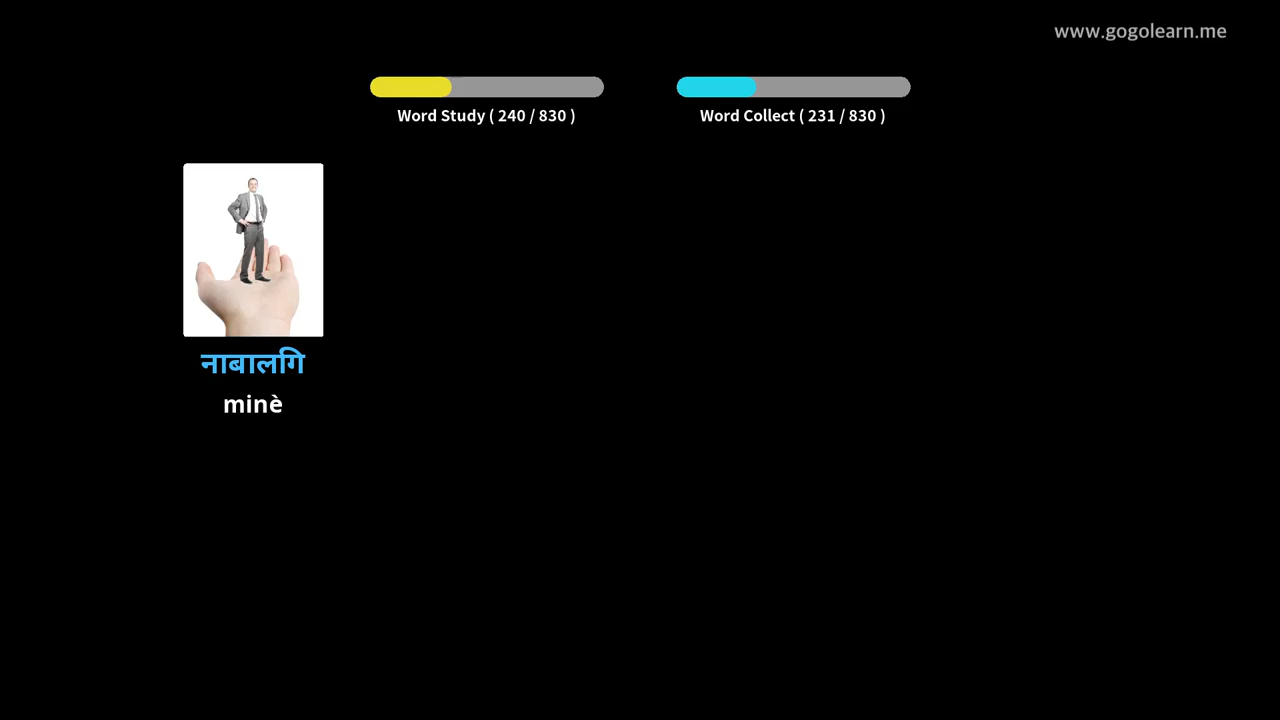 www.gogolearn.me
Word Study ( 240 / 830 )
Word Collect ( 231 / 830 )
नाबालगि
minè